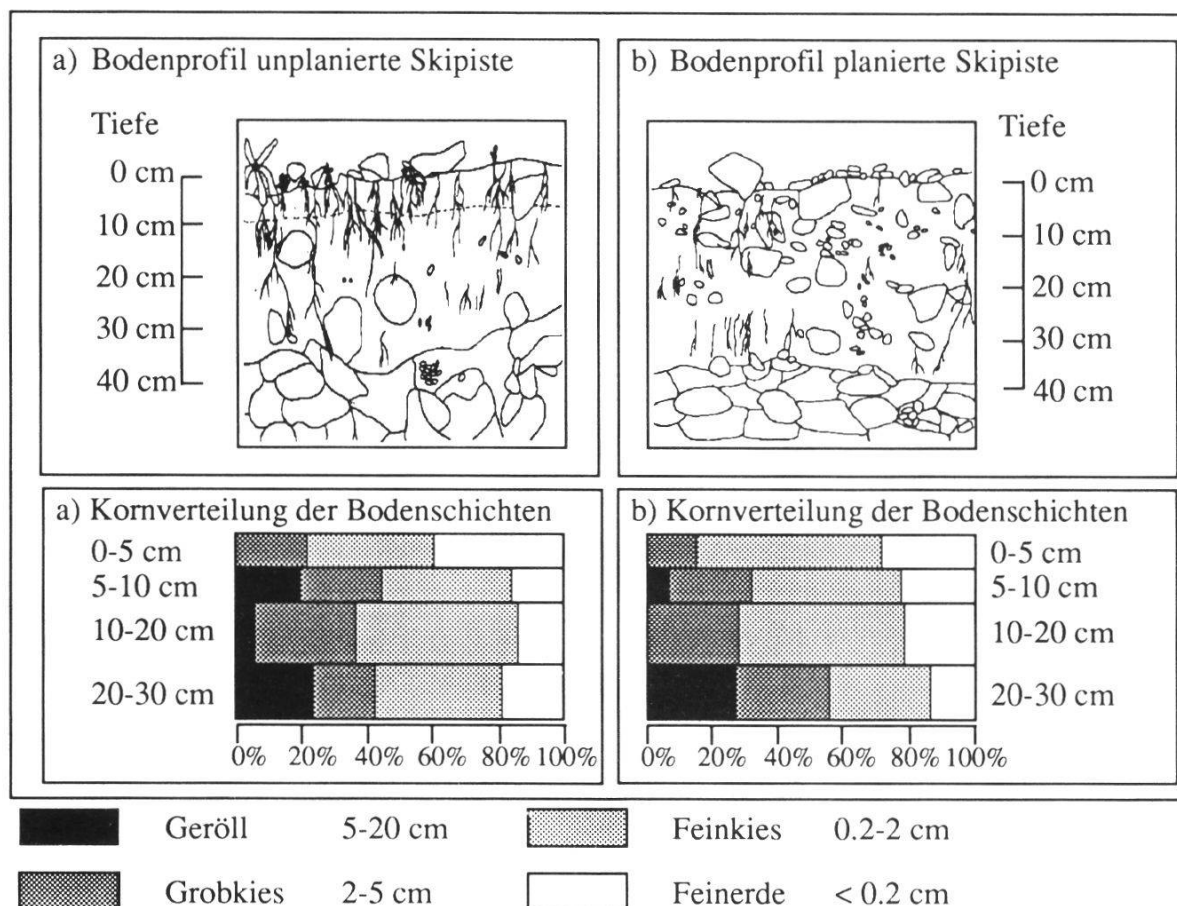 a) Bodenprofil unplanierte Skipiste
Tiefe
0 cm
10 cm
20 cm
30 cm
40 cm
b) Bodenprofil planierte Skipiste
Tiefe
0 cm
10 cm
20 cm
30 cm
40 cm
a) Kornverteilung der Bodenschichten
0-5 cm
5-10 cm
10-20 cm
20-30 cm
0% 20% 40% 60% 80% 100%
b) Kornverteilung der Bodenschichten
0-5 cm
5-10 cm
10-20 cm
20-30 cm
0% 20% 40% 60% 80% 100%
Geröll 5-20 cm
Feinkies 0.2-2 cm
Grobkies 2-5 cm
Feinerde < 0.2 cm